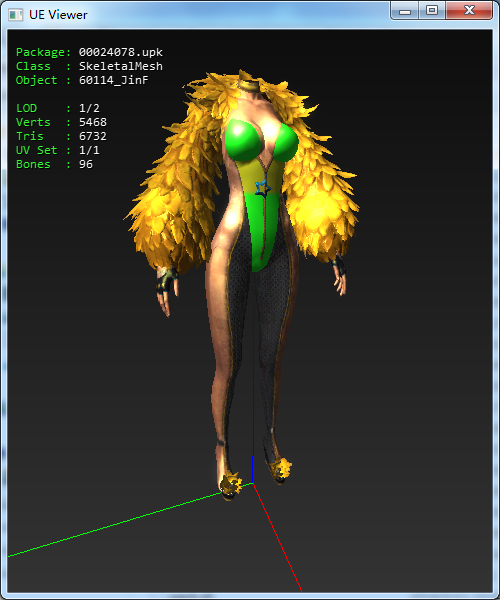 UE Viewer
Package: 00024078.upk
Class  : SkeletalMesh
Object : 60114_JinF
LOD    : 1/2
Verts  : 5468
Tris   : 6732
UV Set : 1/1
Bones  : 96